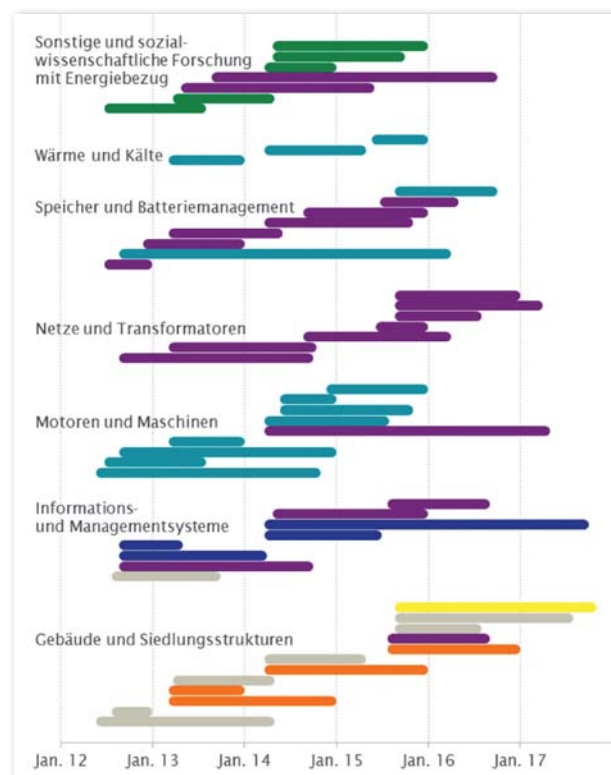 Sonstige und sozial-
wissenschaftliche Forschung
mit Energiebezug
Wärme und Kälte
Speicher und Batteriemanagement
Netze und Transformatoren
Motoren und Maschinen
Informations-
und Managementsysteme
Gebäude und Siedlungsstrukturen
Jan. 12 Jan. 13 Jan. 14 Jan. 15 Jan. 16 Jan. 17